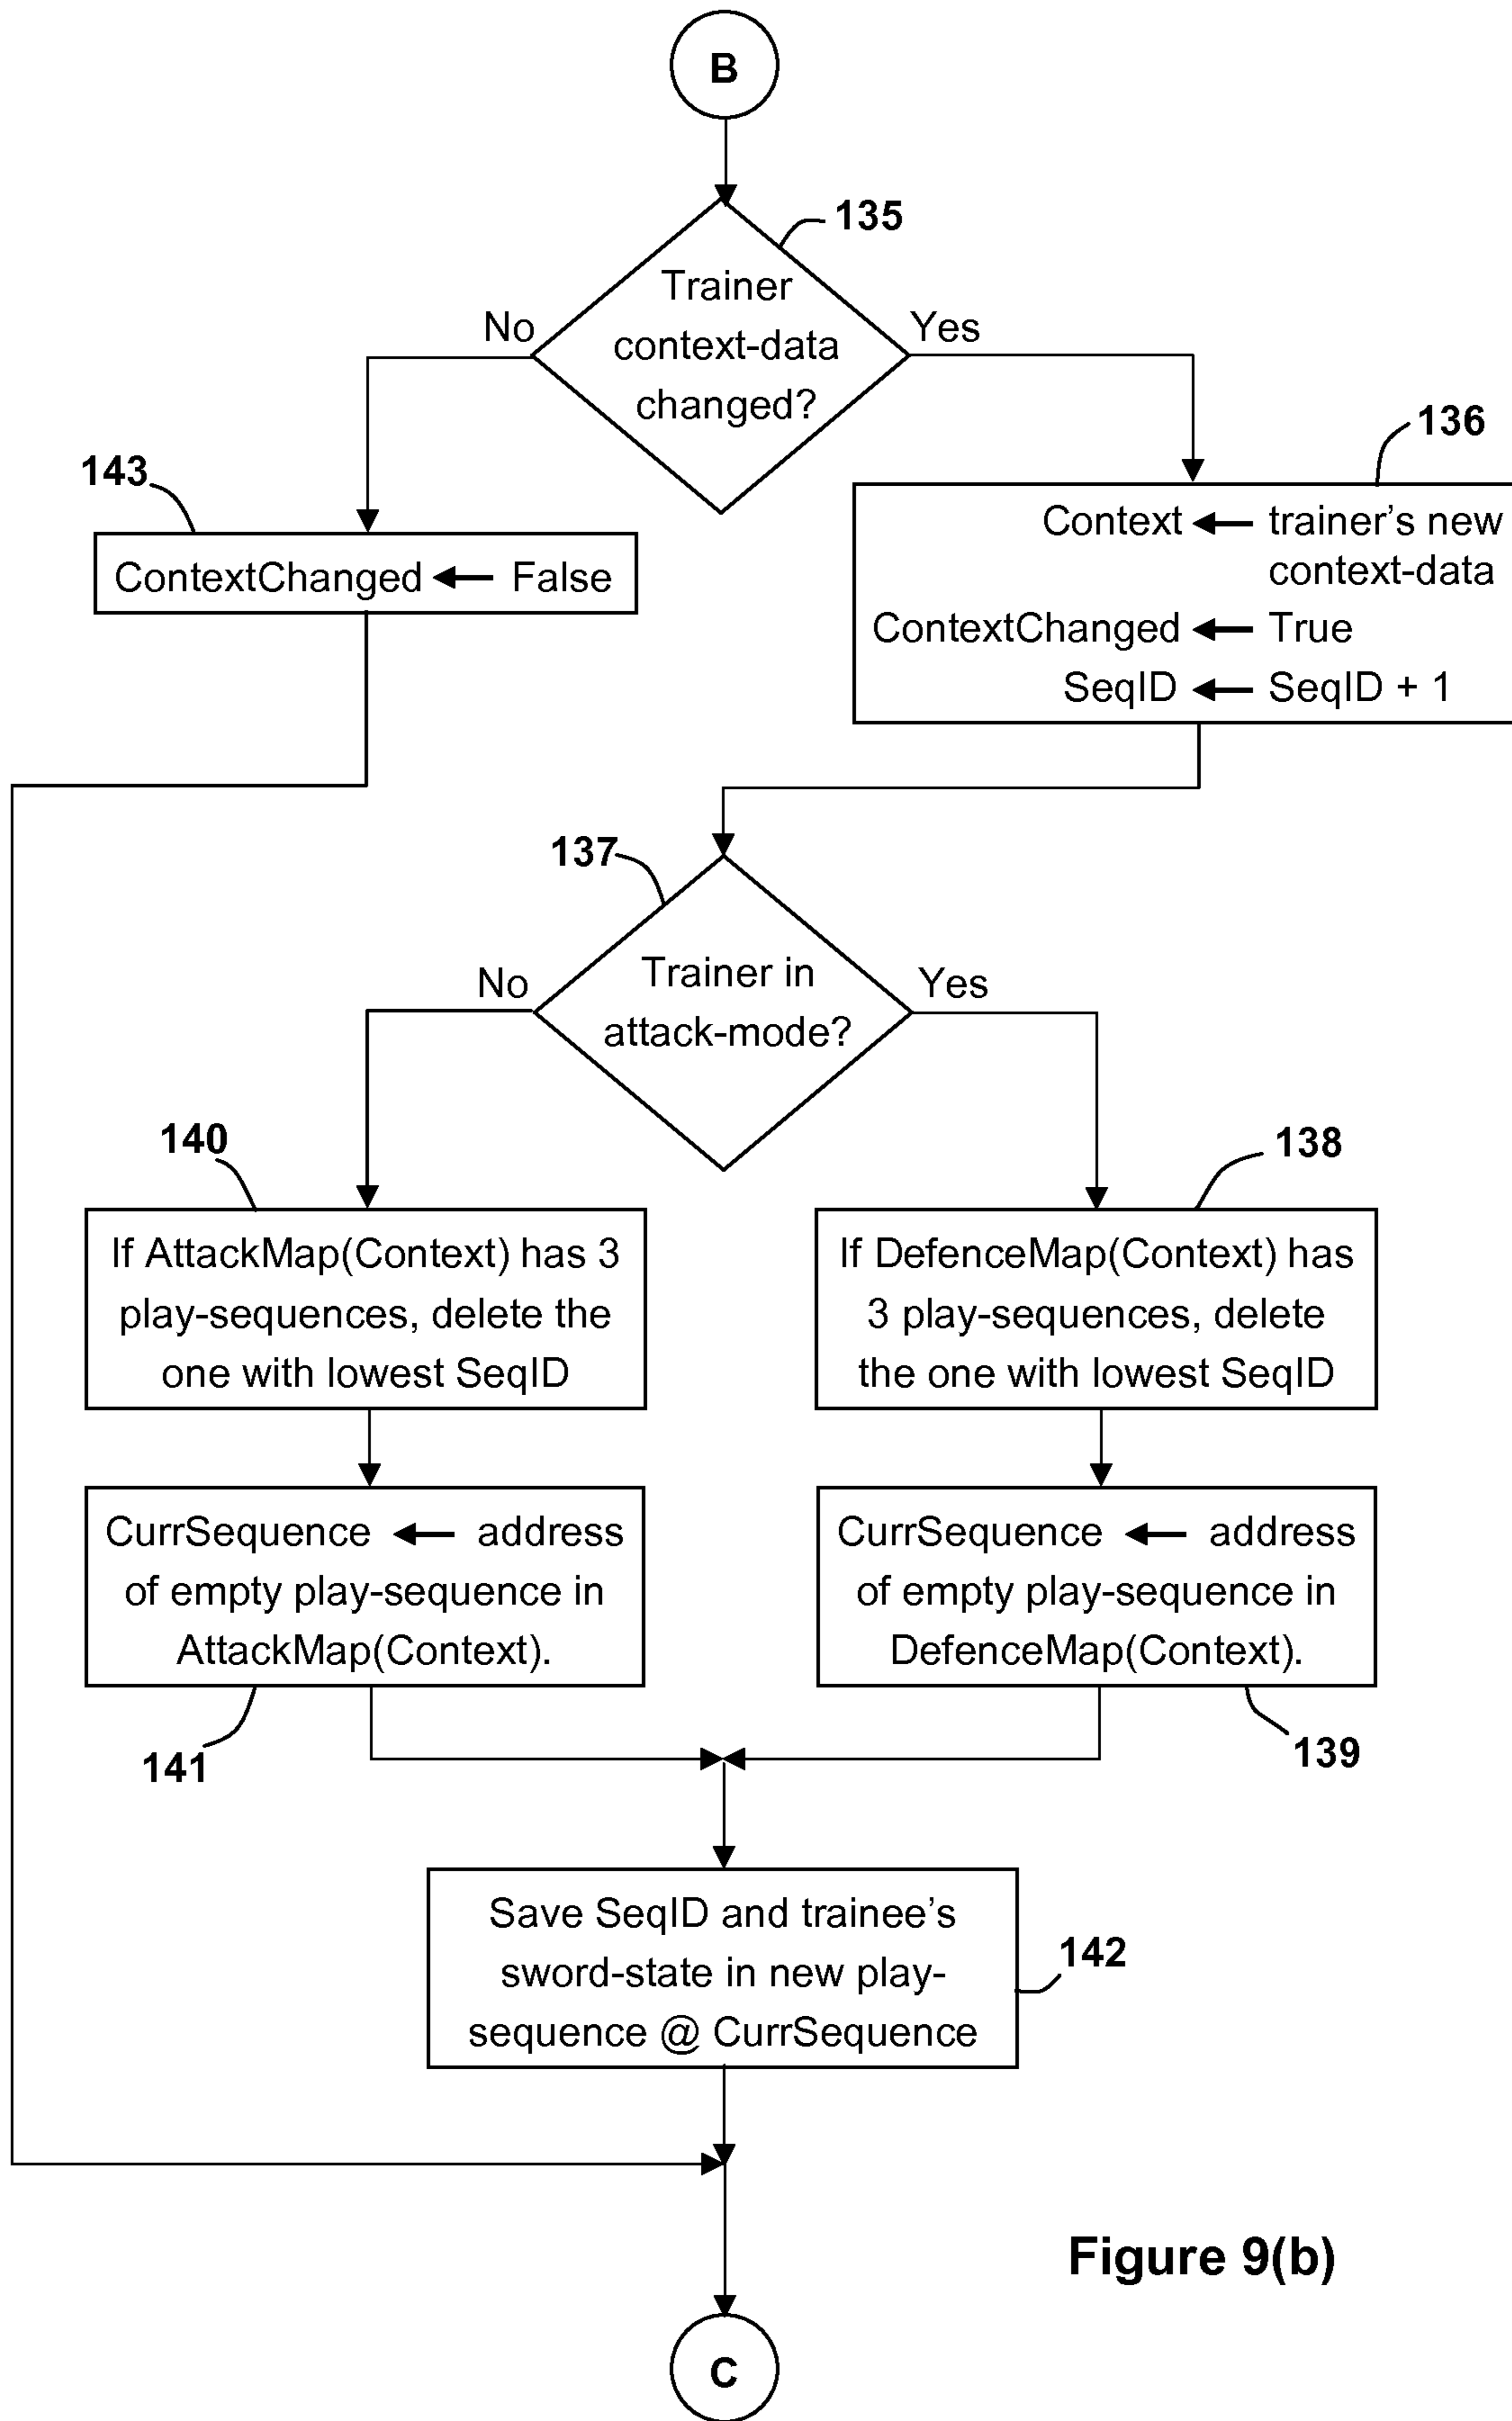 B
135
Trainer
context-data
changed?
No
Yes
136
143
Context ← trainer's new
context-data
ContextChanged ← True
SeqID ← SeqID + 1
ContextChanged ← False
137
Trainer in
attack-mode?
No
Yes
140
138
If AttackMap(Context) has 3
play-sequences, delete the
one with lowest SeqID
If DefenceMap(Context) has
3 play-sequences, delete
the one with lowest SeqID
CurrSequence ← address
of empty play-sequence in
AttackMap(Context).
CurrSequence ← address
of empty play-sequence in
DefenceMap(Context).
141
139
Save SeqID and trainee's
sword-state in new play-
sequence @ CurrSequence
142
Figure 9(b)
C